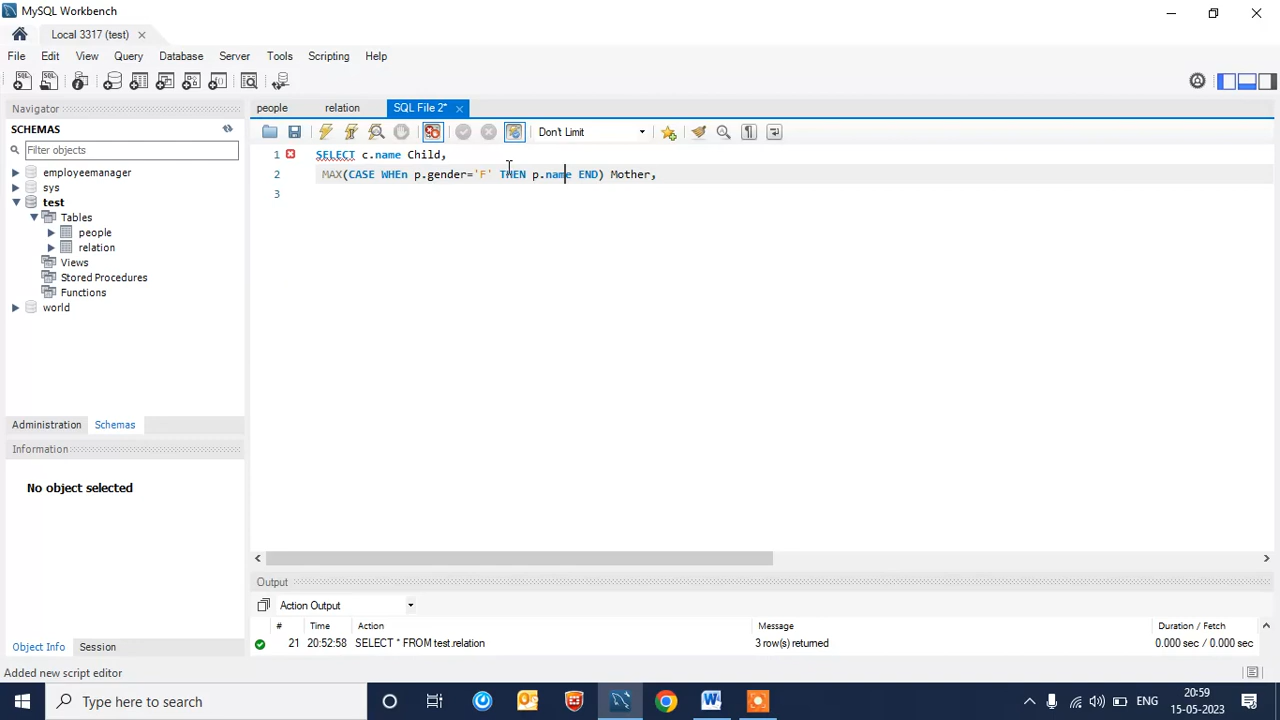 MySQL Workbench
Local 3317 (test)
File Edit View Query Database Server Tools Scripting Help
Navigator
SCHEMAS
Filter objects
employeemanager
sys
test
Tables
people
relation
Views
Stored Procedures
Functions
world
Administration Schemas
Information
No object selected
Object Info Session
people relation SQL File 2*
Don't Limit
1 SELECT c.name Child,
2 MAX(CASE WHEn p.gender='F' THEN p.name END) Mother,
3
Output
Action Output
# Time Action Message Duration / Fetch
21 20:52:58 SELECT * FROM test.relation 3 row(s) returned 0.000 sec / 0.000 sec
Added new script editor
Type here to search
ENG
20:59
15-05-2023